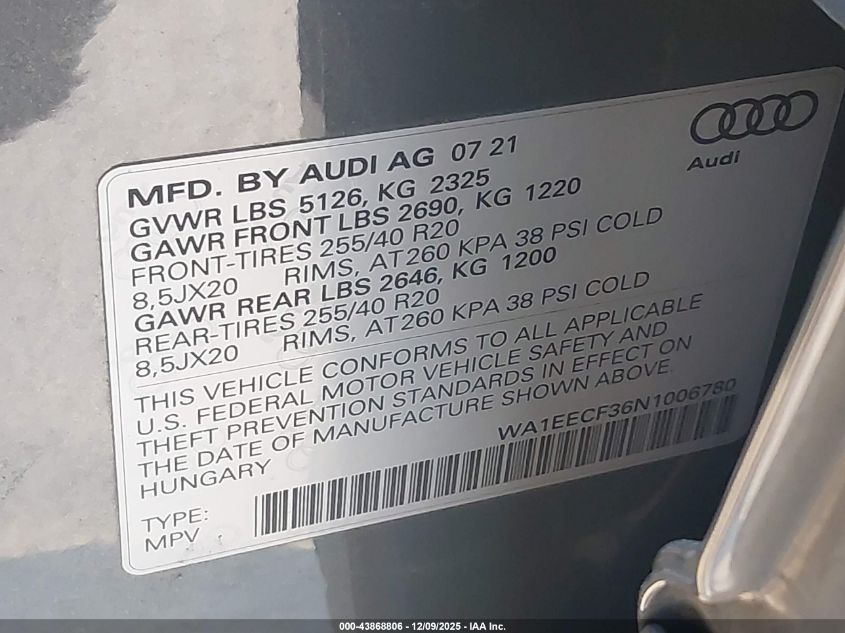 MFD. BY AUDI AG 07 21
Audi
GVWR LBS 5126, KG 2325
GAWR FRONT LBS 2690, KG 1220
FRONT-TIRES 255/40 R20
8,5JX20 RIMS, AT260 KPA 38 PSI COLD
GAWR REAR LBS 2646, KG 1200
REAR-TIRES 255/40 R20
8,5JX20 RIMS, AT260 KPA 38 PSI COLD
THIS VEHICLE CONFORMS TO ALL APPLICABLE
U.S. FEDERAL MOTOR VEHICLE SAFETY AND
THEFT PREVENTION STANDARDS IN EFFECT ON
THE DATE OF MANUFACTURE SHOWN ABOVE.
HUNGARY WA1EECF36N1006780
TYPE:
MPV
000-43868806 - 12/09/2025 - IAA Inc.